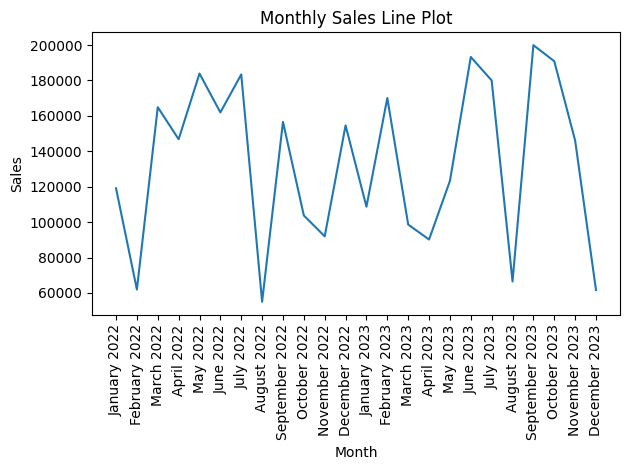 Monthly Sales Line Plot
Sales
200000
180000
160000
140000
120000
100000
80000
60000
January 2022
February 2022
March 2022
April 2022
May 2022
June 2022
July 2022
August 2022
September 2022
October 2022
November 2022
December 2022
January 2023
February 2023
March 2023
April 2023
May 2023
June 2023
July 2023
August 2023
September 2023
October 2023
November 2023
December 2023
Month